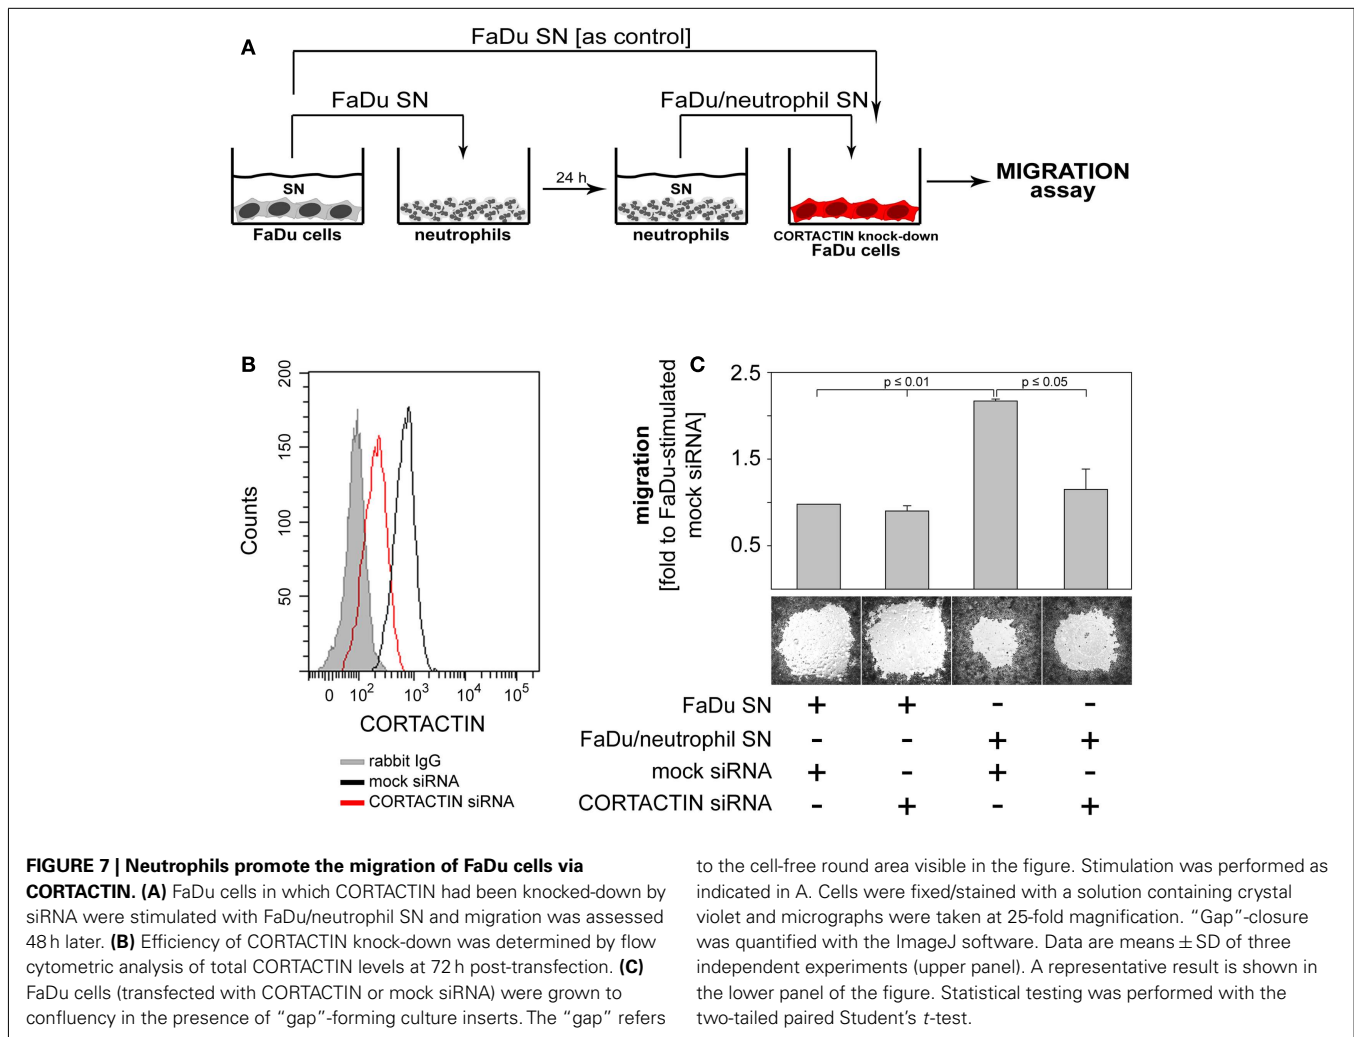 A
FaDu SN [as control]
FaDu SN
FaDu/neutrophil SN
SN
FaDu cells
neutrophils
24 h
SN
neutrophils
CORTACTIN knock-down
FaDu cells
MIGRATION
assay
B
200
150
100
50
Counts
0 10² 10³ 10⁴ 10⁵
CORTACTIN
rabbit IgG
mock siRNA
CORTACTIN siRNA
C
migration
[fold to FaDu-stimulated
mock siRNA]
2.5
1.5
0.5
p ≤ 0.01
p ≤ 0.05
FaDu SN + + - -
FaDu/neutrophil SN - - + +
mock siRNA + - + -
CORTACTIN siRNA - + - +
FIGURE 7 | Neutrophils promote the migration of FaDu cells via
CORTACTIN. (A) FaDu cells in which CORTACTIN had been knocked-down by
siRNA were stimulated with FaDu/neutrophil SN and migration was assessed
48 h later. (B) Efficiency of CORTACTIN knock-down was determined by flow
cytometric analysis of total CORTACTIN levels at 72 h post-transfection. (C)
FaDu cells (transfected with CORTACTIN or mock siRNA) were grown to
confluency in the presence of “gap”-forming culture inserts. The “gap” refers
to the cell-free round area visible in the figure. Stimulation was performed as
indicated in A. Cells were fixed/stained with a solution containing crystal
violet and micrographs were taken at 25-fold magnification. “Gap”-closure
was quantified with the ImageJ software. Data are means ± SD of three
independent experiments (upper panel). A representative result is shown in
the lower panel of the figure. Statistical testing was performed with the
two-tailed paired Student’s t-test.